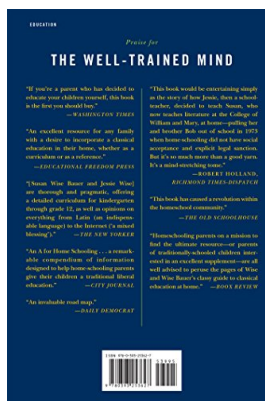 EDUCATION
Praise for
THE WELL-TRAINED MIND
"If you're a parent who has decided to
educate your children yourself, this book
is the first you should buy."
—WASHINGTON TIMES
"An excellent resource for any family
with a desire to incorporate a classical
education in their home, whether as a
curriculum or as a reference."
—EDUCATIONAL FREEDOM PRESS
"[Susan Wise Bauer and Jessie Wise]
are thorough and pragmatic, offering
a detailed curriculum for kindergarten
through grade 12, as well as opinions on
everything from Latin (an indispens-
able language) to the Internet ('a mixed
blessing')."
—THE NEW YORKER
"An A for Home Schooling . . . a remark-
able compendium of information
designed to help home-schooling parents
give their children a traditional liberal
education."
—CITY JOURNAL
"An invaluable road map."
—DAILY DEMOCRAT
"This book would be entertaining simply
as the story of how Jessie, then a school-
teacher, decided to teach Susan, who
now teaches literature at the College of
William and Mary, at home—pulling her
and brother Bob out of school in 1973
when home-schooling did not have social
acceptance and explicit legal sanction.
But it's so much more than a good yarn.
It's a mind-stretching tome."
—ROBERT HOLLAND,
RICHMOND TIMES-DISPATCH
"This book has caused a revolution within
the homeschool community."
—THE OLD SCHOOLHOUSE
"Homeschooling parents on a mission to
find the ultimate resource—or parents
of traditionally-schooled children inter-
ested in an excellent supplement—are all
well advised to peruse the pages of Wise
and Wise Bauer's classy guide to classical
education at home."
—BOOX REVIEW